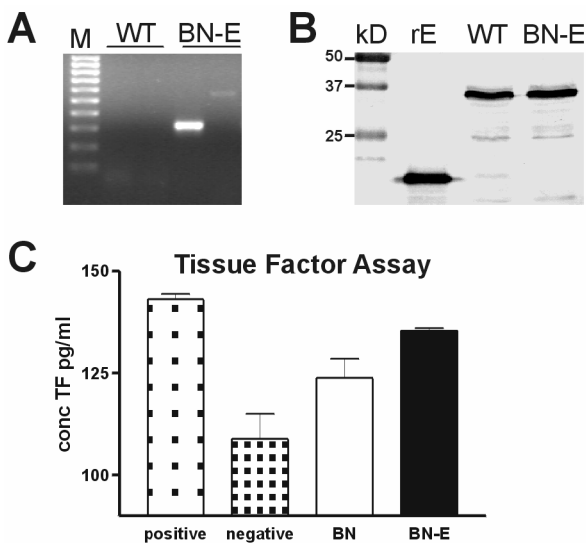 A
M WT BN-E
B
kD rE WT BN-E
50
37
25
C
Tissue Factor Assay
conc TF pg/ml
150
125
100
positive negative BN BN-E